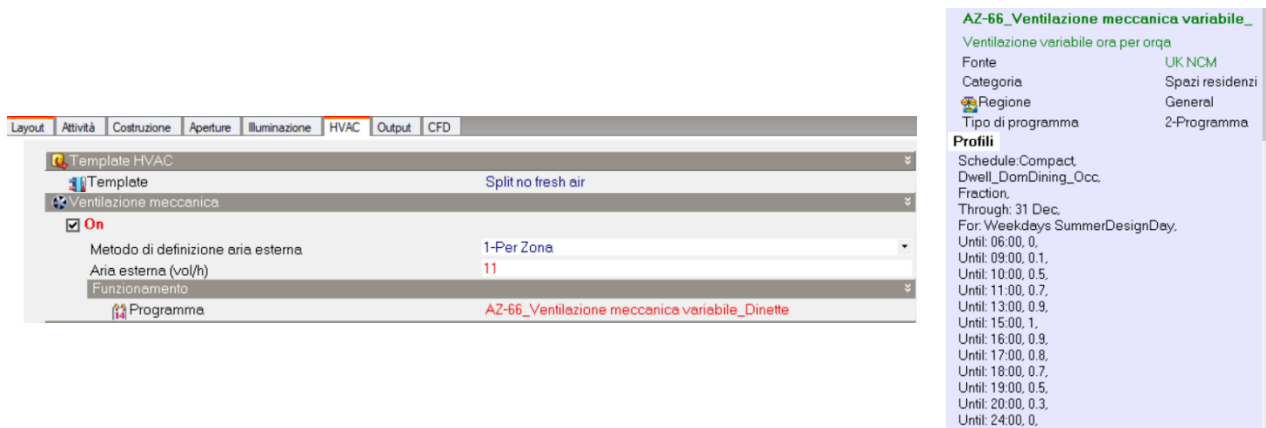 Layout Attività Costruzione Aperture Illuminazione HVAC Output CFD
Template HVAC
Template Split no fresh air
Ventilazione meccanica
On
Metodo di definizione aria esterna 1-Per Zona
Aria esterna (vol/h) 11
Funzionamento
Programma AZ-66_Ventilazione meccanica variabile_Dinette
AZ-66_Ventilazione meccanica variabile_
Ventilazione variabile ora per orqa
Fonte UK NCM
Categoria Spazi residenzi
Regione General
Tipo di programma 2-Programma
Profili
Schedule:Compact,
Dwell_DomDining_Occ,
Fraction,
Through: 31 Dec,
For: Weekdays SummerDesignDay,
Until: 06:00, 0,
Until: 09:00, 0.1,
Until: 10:00, 0.5,
Until: 11:00, 0.7,
Until: 13:00, 0.9,
Until: 15:00, 1,
Until: 16:00, 0.9,
Until: 17:00, 0.8,
Until: 18:00, 0.7,
Until: 19:00, 0.5,
Until: 20:00, 0.3,
Until: 24:00, 0,